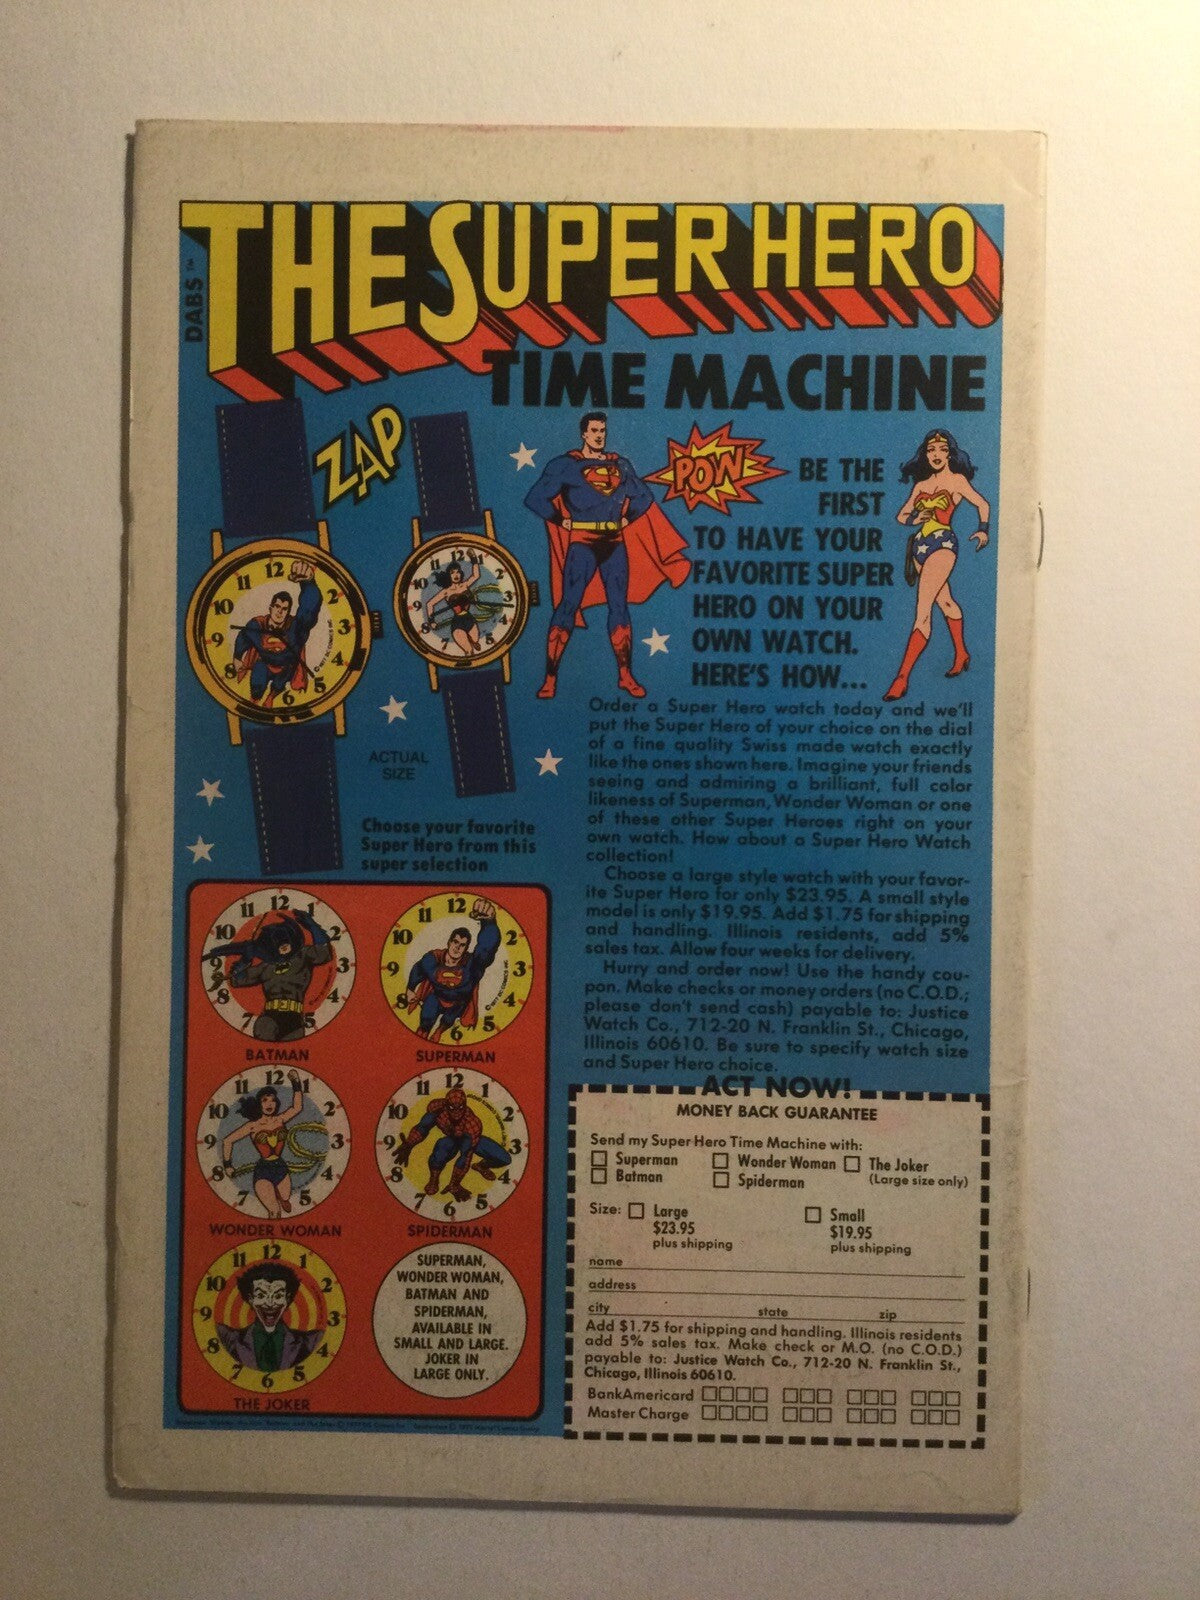 THE SUPER HERO
DABS™
TIME MACHINE
ZAP
POW
BE THE
FIRST
TO HAVE YOUR
FAVORITE SUPER
HERO ON YOUR
OWN WATCH.
HERE'S HOW...
ACTUAL
SIZE
Choose your favorite
Super Hero from this
super selection
Order a Super Hero watch today and we'll
put the Super Hero of your choice on the dial
of a fine quality Swiss made watch exactly
like the ones shown here. Imagine your friends
seeing and admiring a brilliant, full color
likeness of Superman, Wonder Woman or one
of these other Super Heroes right on your
own watch. How about a Super Hero Watch
collection!
Choose a large style watch with your favor-
ite Super Hero for only $23.95. A small style
model is only $19.95. Add $1.75 for shipping
and handling. Illinois residents, add 5%
sales tax. Allow four weeks for delivery.
Hurry and order now! Use the handy cou-
pon. Make checks or money orders (no C.O.D.;
please don't send cash) payable to: Justice
Watch Co., 712-20 N. Franklin St., Chicago,
Illinois 60610. Be sure to specify watch size
and Super Hero choice.
BATMAN
SUPERMAN
WONDER WOMAN
SPIDERMAN
THE JOKER
SUPERMAN,
WONDER WOMAN,
BATMAN AND
SPIDERMAN,
AVAILABLE IN
SMALL AND LARGE.
JOKER IN
LARGE ONLY.
ACT NOW!
MONEY BACK GUARANTEE
Send my Super Hero Time Machine with:
Superman Wonder Woman The Joker
Batman Spiderman (Large size only)
Size: Large Small
$23.95 $19.95
plus shipping plus shipping
name
address
city state zip
Add $1.75 for shipping and handling. Illinois residents
add 5% sales tax. Make check or M.O. (no C.O.D.)
payable to: Justice Watch Co., 712-20 N. Franklin St.,
Chicago, Illinois 60610.
BankAmericard
Master Charge